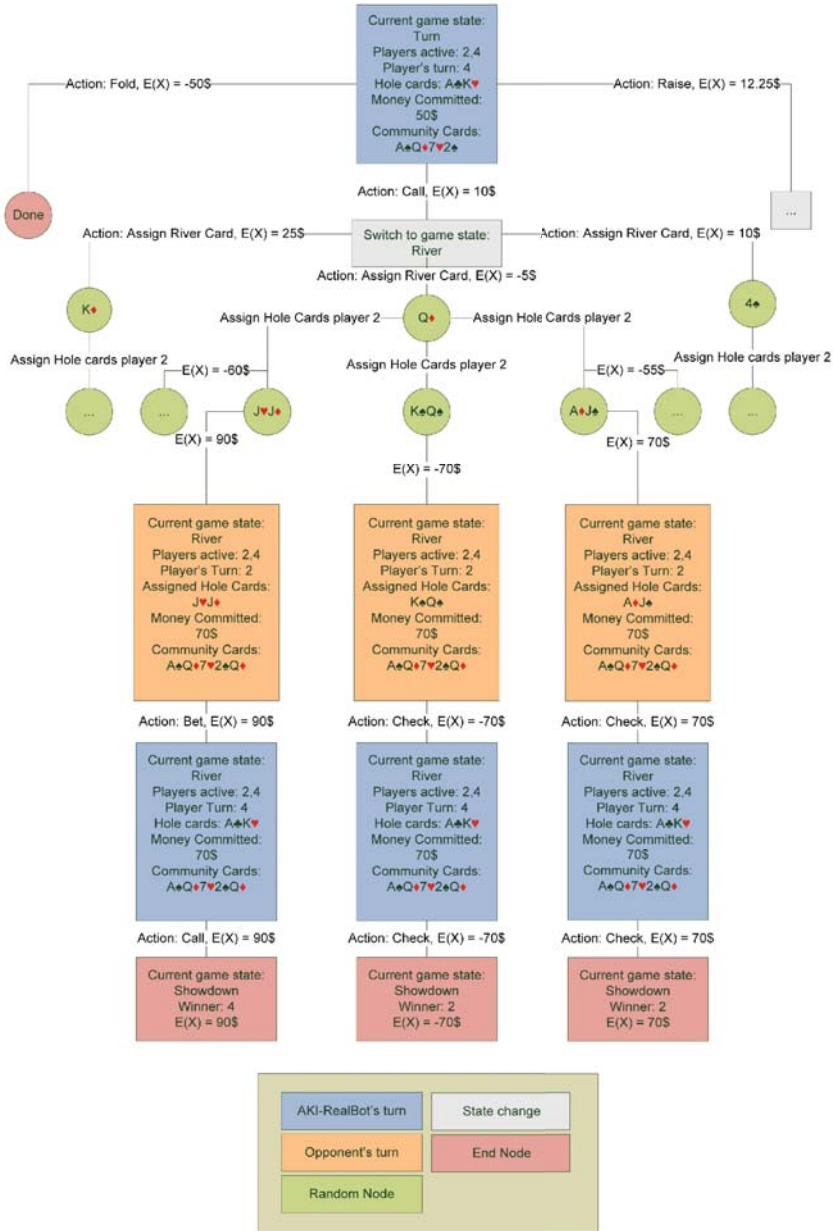 Current game state:
Turn
Players active: 2,4
Player's turn: 4
Hole cards: A♣K♥
Money Committed:
50$
Community Cards:
A♠Q♦7♥2♠
Action: Fold, E(X) = -50$
Action: Raise, E(X) = 12.25$
Action: Call, E(X) = 10$
Done
...
Switch to game state:
River
Action: Assign River Card, E(X) = 25$
Action: Assign River Card, E(X) = -5$
Action: Assign River Card, E(X) = 10$
K♦
Q♦
4♠
Assign Hole cards player 2
Assign Hole Cards player 2
Assign Hole Cards player 2
Assign Hole Cards player 2
Assign Hole cards player 2
E(X) = -60$
E(X) = -55$
...
...
J♥J♦
K♠Q♠
A♦J♠
...
...
E(X) = 90$
E(X) = -70$
E(X) = 70$
Current game state:
River
Players active: 2,4
Player's Turn: 2
Assigned Hole Cards:
J♥J♦
Money Committed:
70$
Community Cards:
A♠Q♦7♥2♠Q♦
Current game state:
River
Players active: 2,4
Player's Turn: 2
Assigned Hole Cards:
K♠Q♠
Money Committed:
70$
Community Cards:
A♠Q♦7♥2♠Q♦
Current game state:
River
Players active: 2,4
Player's Turn: 2
Assigned Hole Cards:
A♦J♠
Money Committed:
70$
Community Cards:
A♠Q♦7♥2♠Q♦
Action: Bet, E(X) = 90$
Action: Check, E(X) = -70$
Action: Check, E(X) = 70$
Current game state:
River
Players active: 2,4
Player Turn: 4
Hole cards: A♣K♥
Money Committed:
70$
Community Cards:
A♠Q♦7♥2♠Q♦
Current game state:
River
Players active: 2,4
Player Turn: 4
Hole cards: A♣K♥
Money Committed:
70$
Community Cards:
A♠Q♦7♥2♠Q♦
Current game state:
River
Players active: 2,4
Player Turn: 4
Hole cards: A♣K♥
Money Committed:
70$
Community Cards:
A♠Q♦7♥2♠Q♦
Action: Call, E(X) = 90$
Action: Check, E(X) = -70$
Action: Check, E(X) = 70$
Current game state:
Showdown
Winner: 4
E(X) = 90$
Current game state:
Showdown
Winner: 2
E(X) = -70$
Current game state:
Showdown
Winner: 2
E(X) = 70$
AKI-RealBot's turn
State change
Opponent's turn
End Node
Random Node